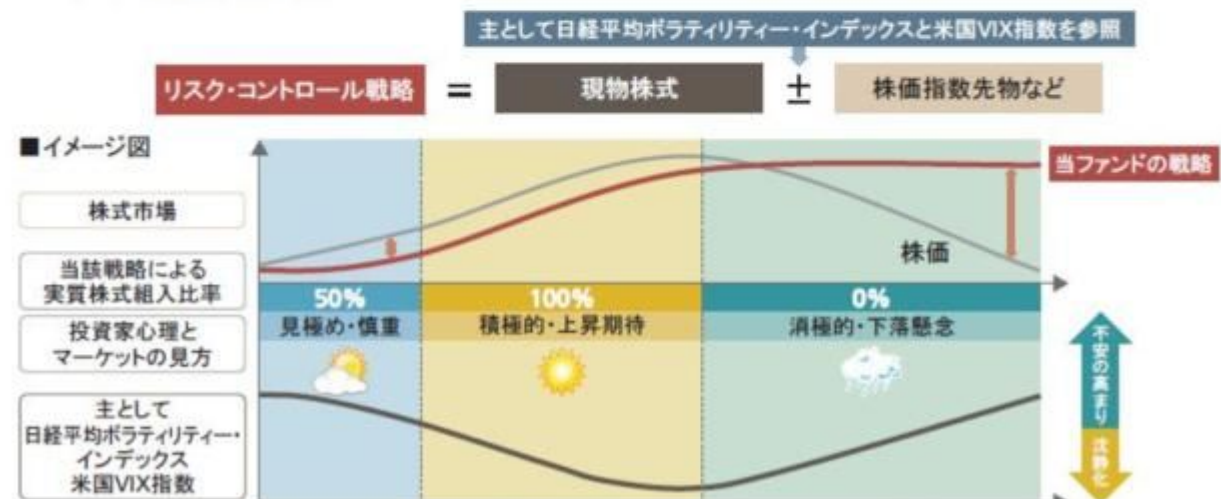 主として日経平均ボラティリティー・インデックスと米国VIX指数を参照
リスク・コントロール戦略 = 現物株式 ± 株価指数先物など
■イメージ図
当ファンドの戦略
株式市場
株価
当該戦略による
実質株式組入比率
50% 100% 0%
投資家心理と
マーケットの見方
見極め・慎重 積極的・上昇期待 消極的・下落懸念
主として
日経平均ボラティリティー・
インデックス
米国VIX指数
不安の高まり
沈静化